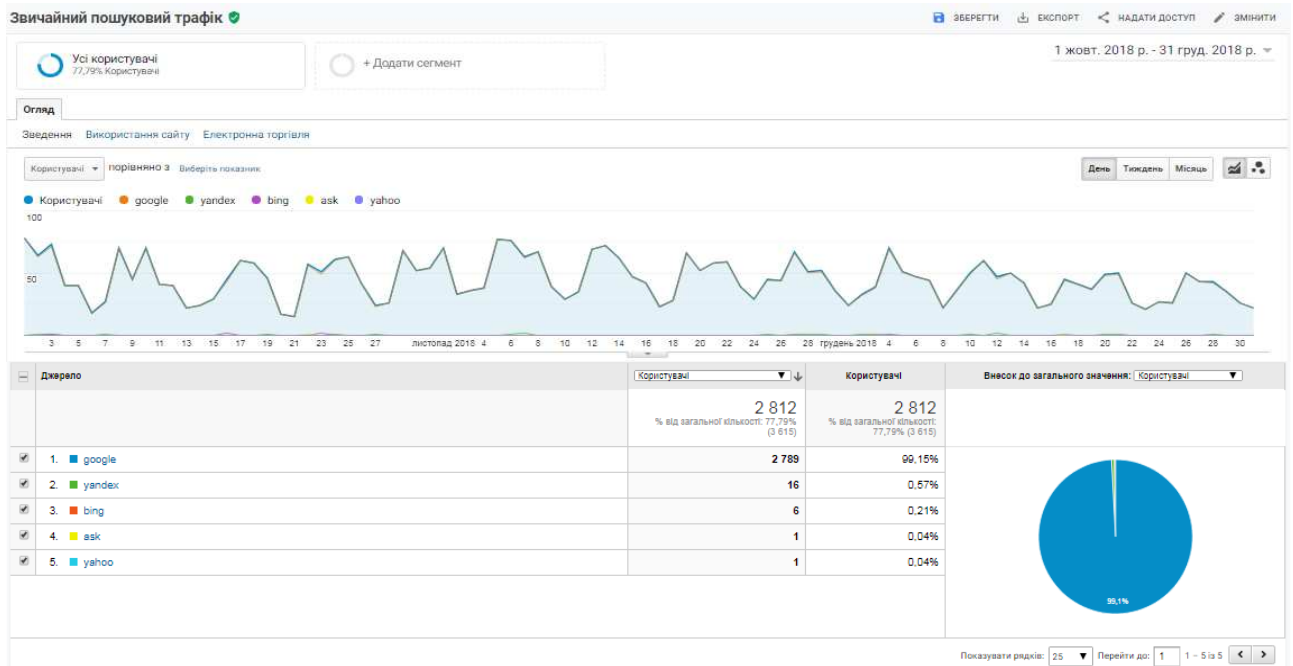 Звичайний пошуковий трафік
ЗБЕРЕГТИ ЕКСПОРТ НАДАТИ ДОСТУП ЗМІНИТИ
Усі користувачі
77,79% Користувачі
+ Додати сегмент
1 жовт. 2018 р. - 31 груд. 2018 р.
Огляд
Зведення Використання сайту Електронна торгівля
Користувачі порівняно з Виберіть показник
День Тиждень Місяць
Користувачі google yandex bing ask yahoo
100
50
3 5 7 9 11 13 15 17 19 21 23 25 27 листопад 2018 4 6 8 10 12 14 16 18 20 22 24 26 28 грудень 2018 4 6 8 10 12 14 16 18 20 22 24 26 28 30
Джерело Користувачі Користувачі Внесок до загального значення: Користувачі
2 812 2 812
% від загальної кількості: 77,79% (3 615) % від загальної кількості: 77,79% (3 615)
1. google 2 789 99,15%
2. yandex 16 0,57%
3. bing 6 0,21%
4. ask 1 0,04%
5. yahoo 1 0,04%
99,1%
Показувати рядків: 25 Перейти до: 1 1 – 5 із 5